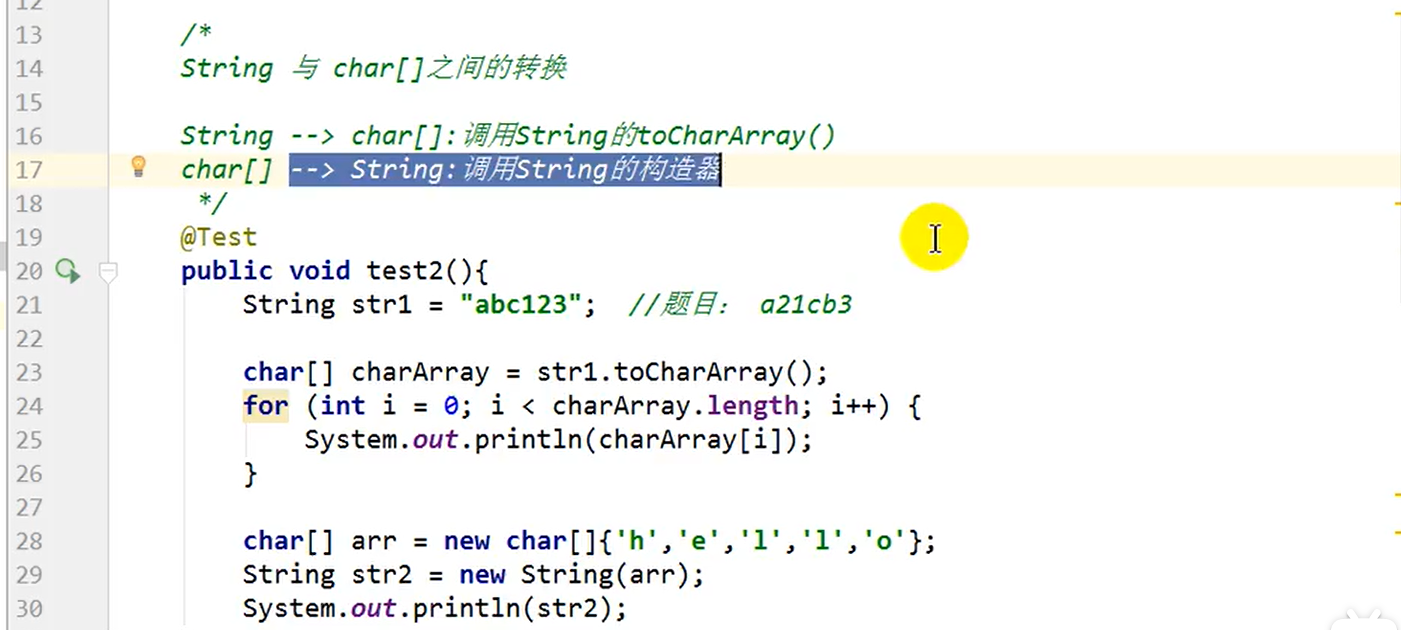 12
13 /*
14 String 与 char[]之间的转换
15
16 String --> char[]:调用String的toCharArray()
17 char[] --> String:调用String的构造器
18 */
19 @Test
20 public void test2(){
21 String str1 = "abc123"; //题目： a21cb3
22
23 char[] charArray = str1.toCharArray();
24 for (int i = 0; i < charArray.length; i++) {
25 System.out.println(charArray[i]);
26 }
27
28 char[] arr = new char[]{'h','e','l','l','o'};
29 String str2 = new String(arr);
30 System.out.println(str2);